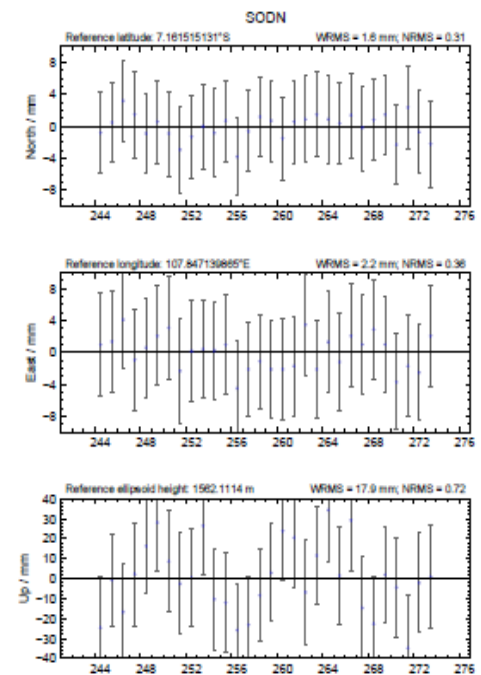 SODN
Reference latitude: 7.161515131°S WRMS = 1.6 mm; NRMS = 0.31
North / mm
8
4
0
−4
−8
244 248 252 256 260 264 268 272 276
Reference longitude: 107.847139865°E WRMS = 2.2 mm; NRMS = 0.36
East / mm
8
4
0
−4
−8
244 248 252 256 260 264 268 272 276
Reference ellipsoid height: 1562.1114 m WRMS = 17.9 mm; NRMS = 0.72
Up / mm
40
30
20
10
0
−10
−20
−30
−40
244 248 252 256 260 264 268 272 276